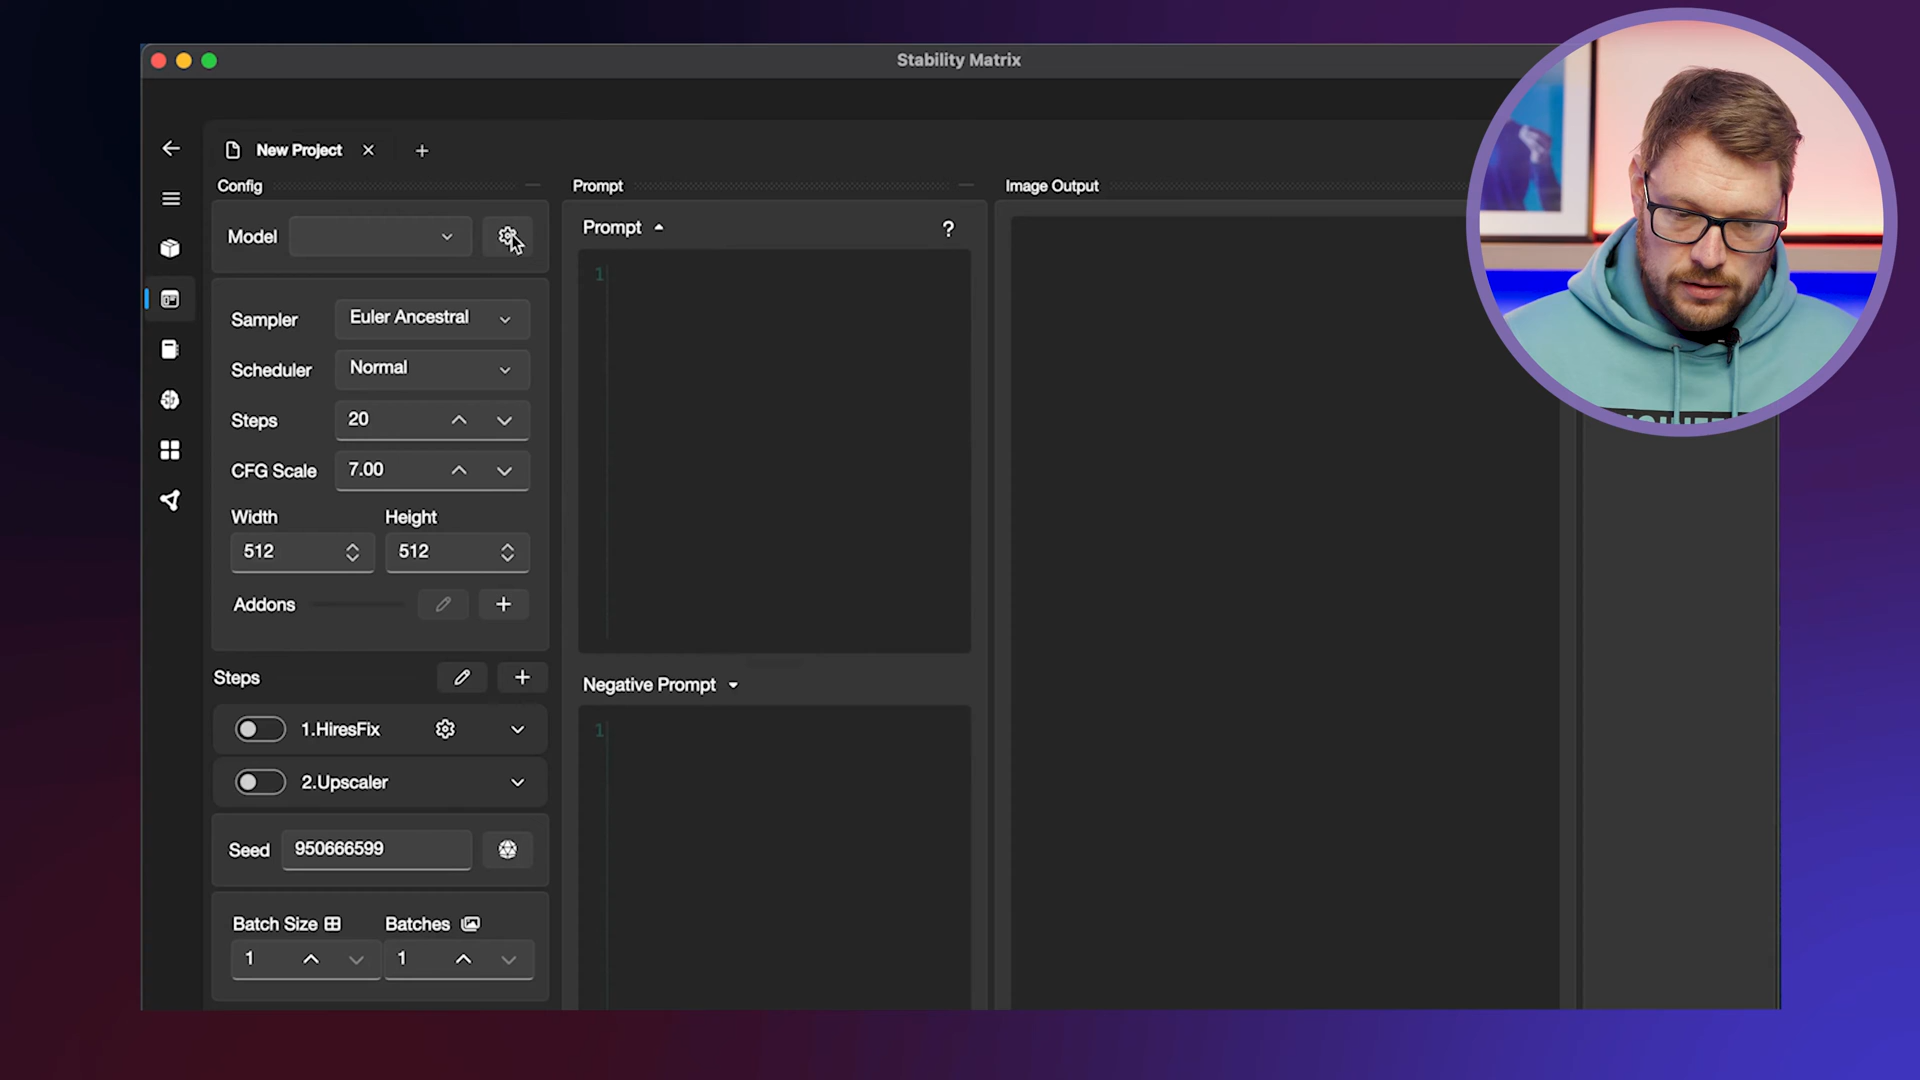 Stability Matrix
New Project
Config
Prompt
Image Output
Model
Prompt
?
1
Sampler
Euler Ancestral
Scheduler
Normal
Steps
20
CFG Scale
7.00
Width
Height
512
512
Addons
Steps
1.HiresFix
2.Upscaler
Seed
950666599
Batch Size
Batches
1
1
Negative Prompt
1